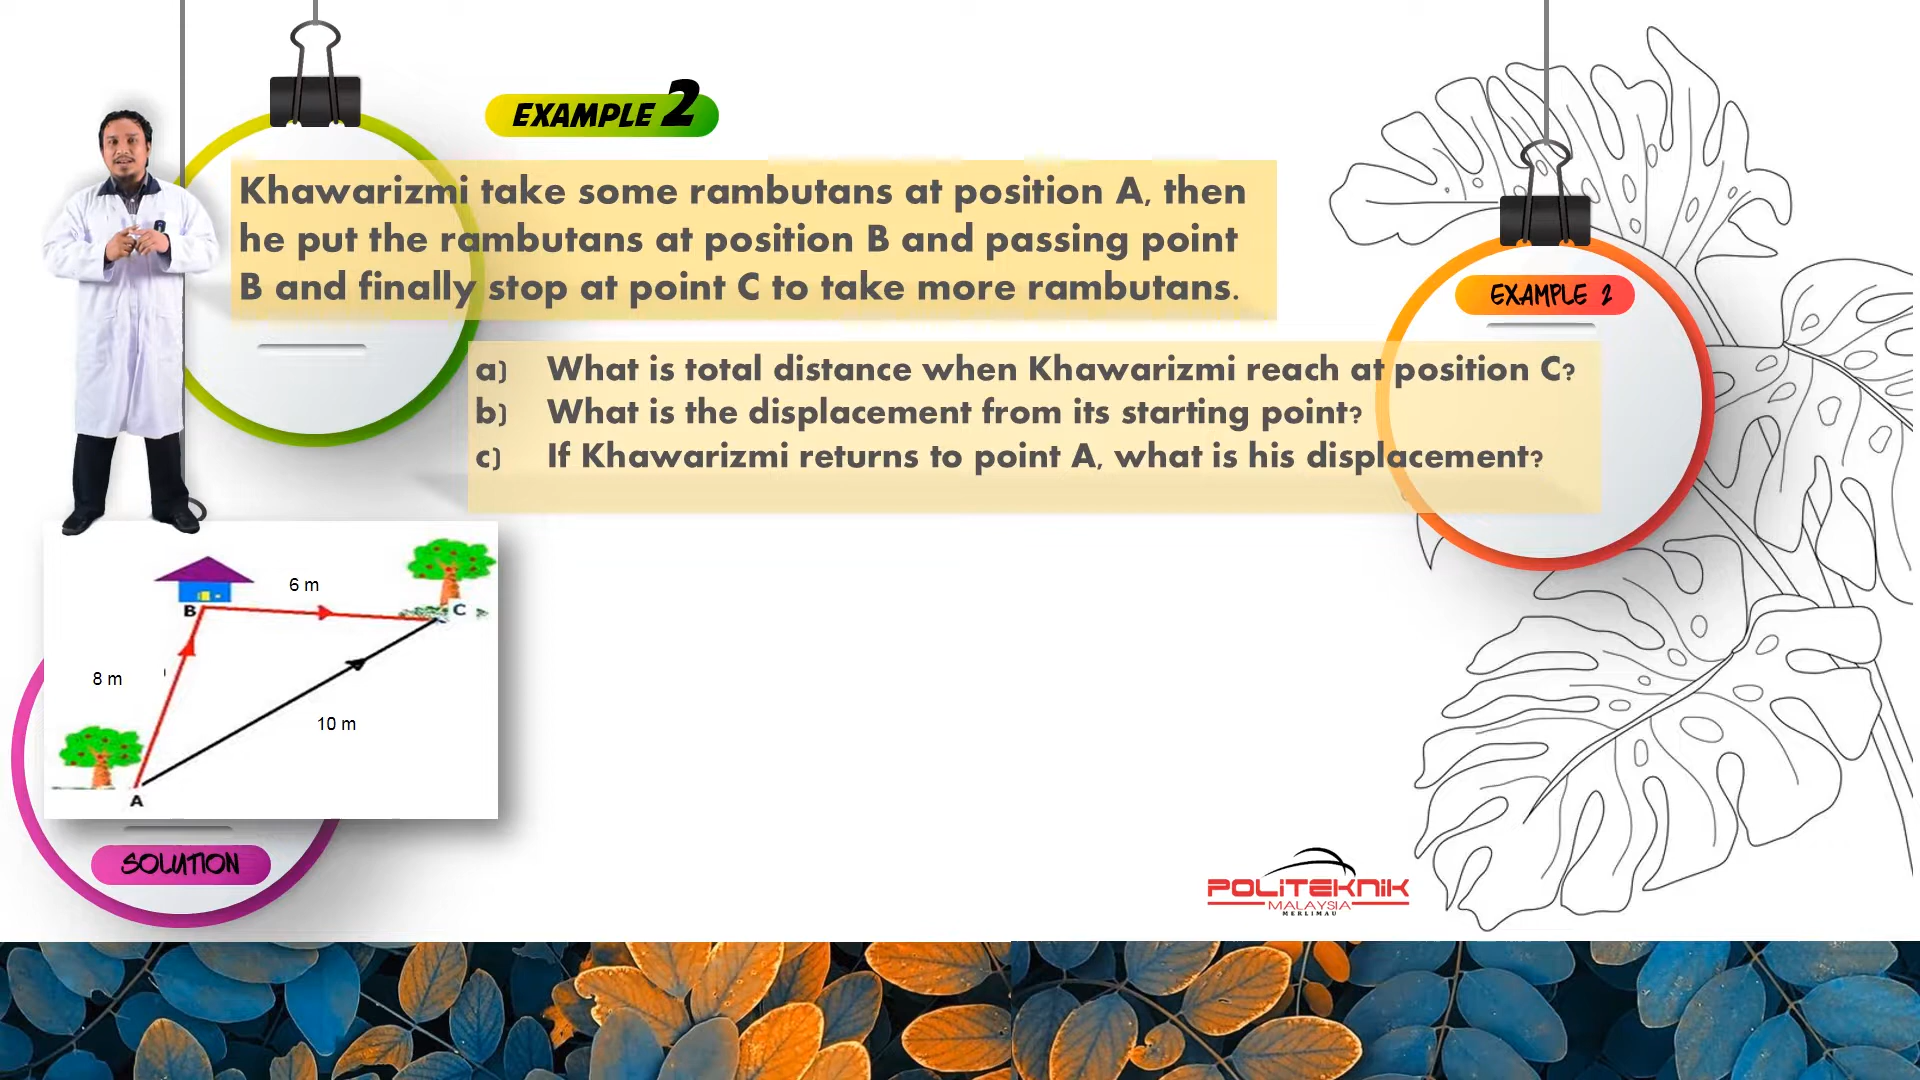 EXAMPLE 2
Khawarizmi take some rambutans at position A, then
he put the rambutans at position B and passing point
B and finally stop at point C to take more rambutans.
EXAMPLE 2
a) What is total distance when Khawarizmi reach at position C?
b) What is the displacement from its starting point?
c) If Khawarizmi returns to point A, what is his displacement?
6 m
B
C
8 m
10 m
A
SOLUTION
POLITEKNIK
MALAYSIA
MERLIMAU